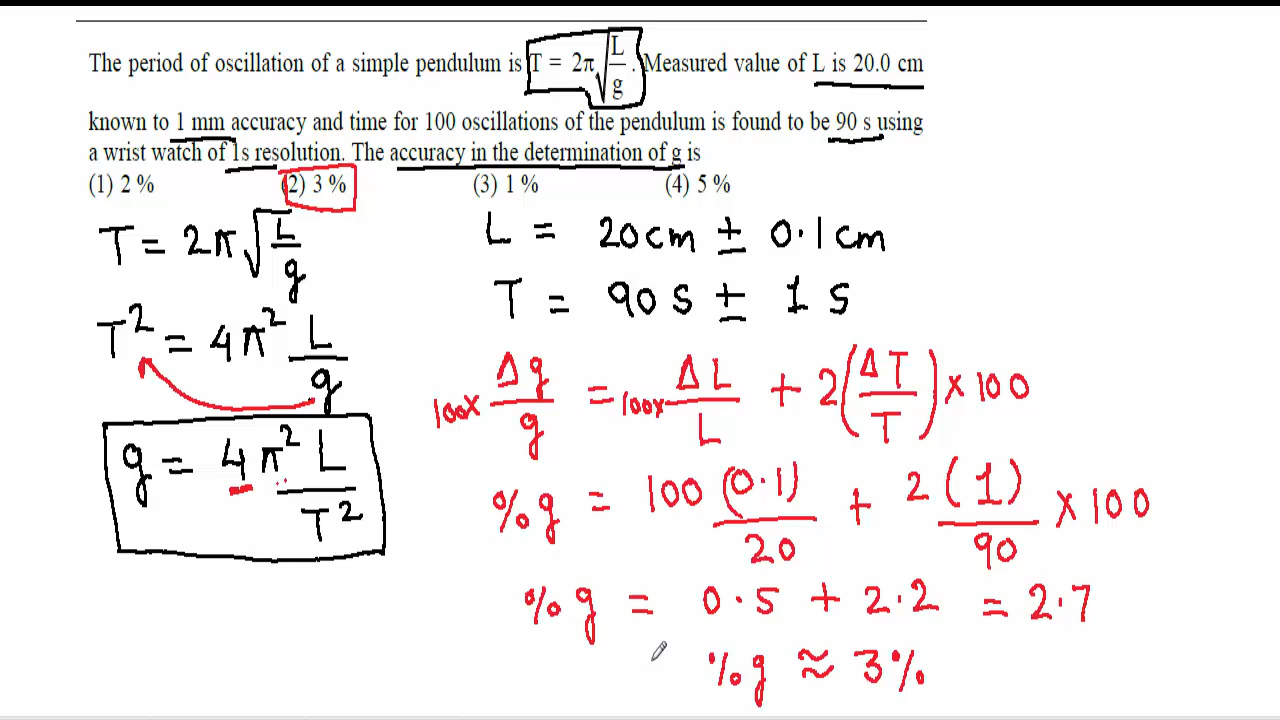 The period of oscillation of a simple pendulum is T = 2π√(L/g). Measured value of L is 20.0 cm
known to 1 mm accuracy and time for 100 oscillations of the pendulum is found to be 90 s using
a wrist watch of 1s resolution. The accuracy in the determination of g is
(1) 2 % (2) 3 % (3) 1 % (4) 5 %
T = 2π√(L/g)
T² = 4π² L/g
g = 4π² L/T²
L = 20cm ± 0.1cm
T = 90 s ± 1 s
100× Δg/g = 100× ΔL/L + 2(ΔT/T) × 100
%g = 100 (0.1)/20 + 2(1)/90 × 100
%g = 0.5 + 2.2 = 2.7
%g ≈ 3%